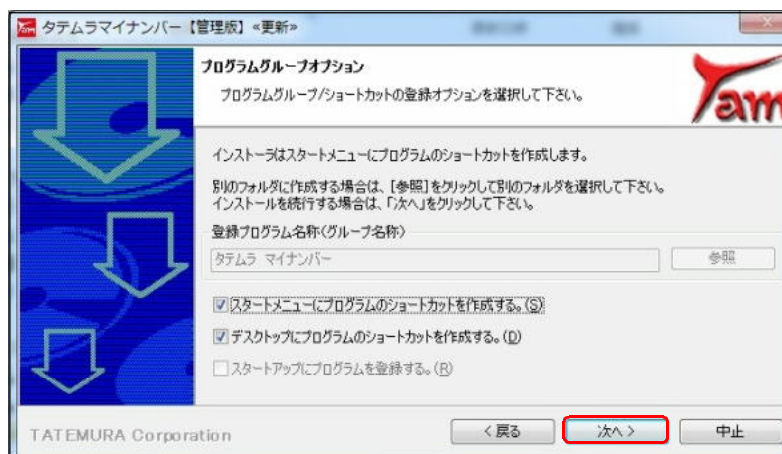 Tam タテムラマイナンバー【管理版】 «更新»
プログラムグループオプション
プログラムグループ/ショートカットの登録オプションを選択して下さい。
Tam
インストーラはスタートメニューにプログラムのショートカットを作成します。
別のフォルダに作成する場合は、[参照]をクリックして別のフォルダを選択して下さい。
インストールを続行する場合は、「次へ」をクリックして下さい。
登録プログラム名称(グループ名称)
タテムラ マイナンバー 参照
スタートメニューにプログラムのショートカットを作成する。(S)
デスクトップにプログラムのショートカットを作成する。(D)
スタートアップにプログラムを登録する。(R)
TATEMURA Corporation < 戻る 次へ > 中止